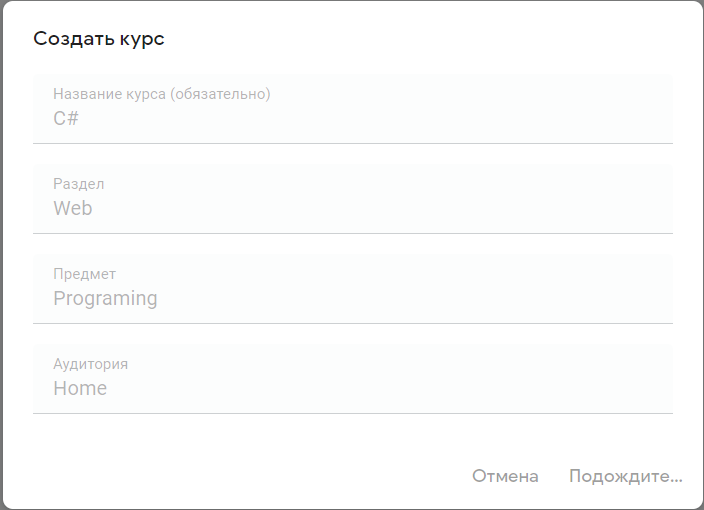 Создать курс
Название курса (обязательно)
C#
Раздел
Web
Предмет
Programing
Аудитория
Home
Отмена Подождите...